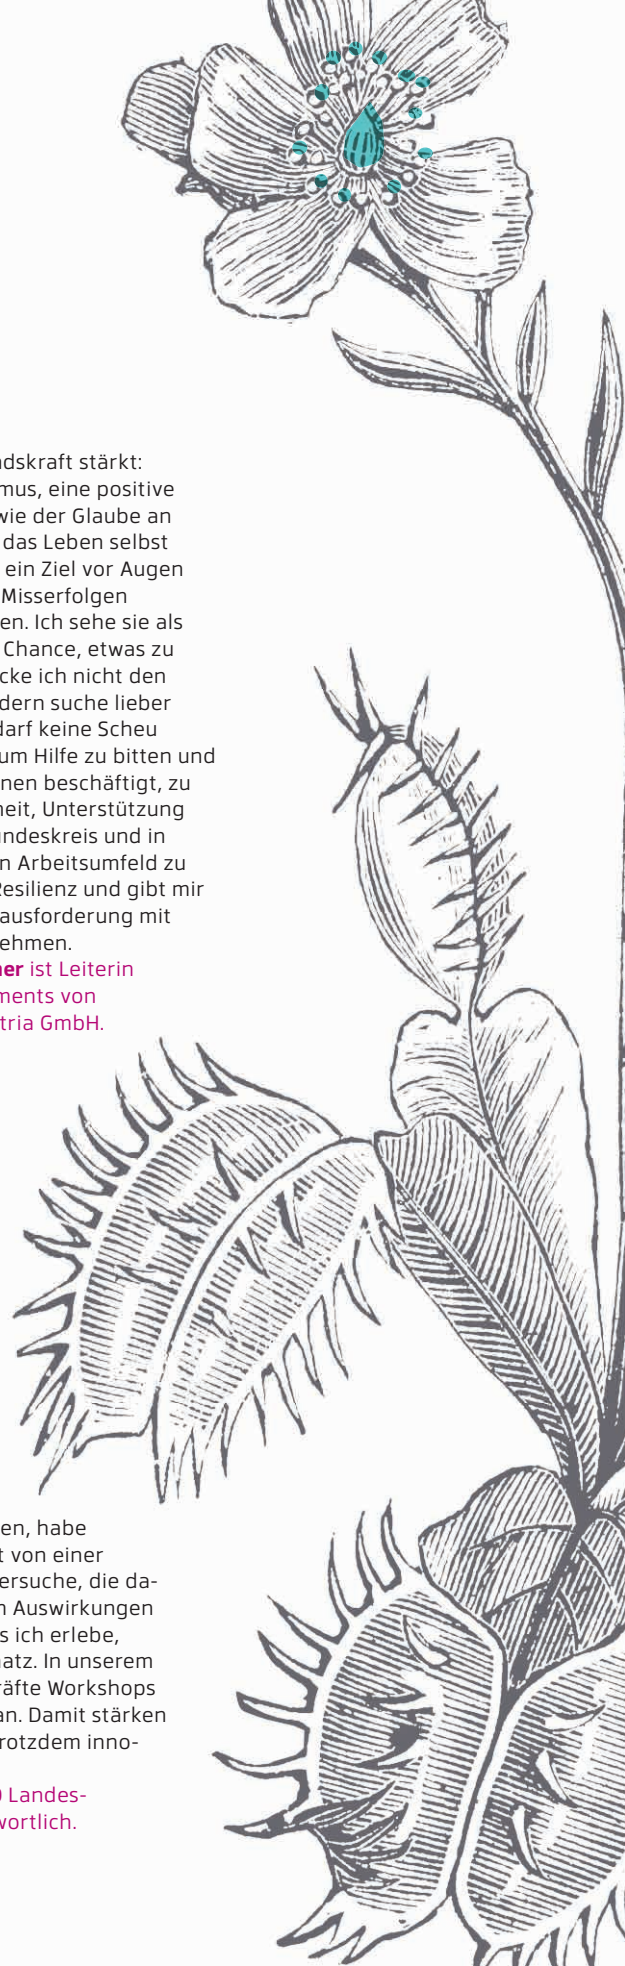 ndskraft stärkt:
mus, eine positive
wie der Glaube an
das Leben selbst
ein Ziel vor Augen
Misserfolgen
en. Ich sehe sie als
Chance, etwas zu
cke ich nicht den
dern suche lieber
darf keine Scheu
um Hilfe zu bitten und
nen beschäftigt, zu
heit, Unterstützung
undeskreis und in
n Arbeitsumfeld zu
Resilienz und gibt mir
ausforderung mit
ehmen.
ner ist Leiterin
ments von
tria GmbH.
en, habe
t von einer
ersuche, die da-
n Auswirkungen
s ich erlebe,
atz. In unserem
räfte Workshops
an. Damit stärken
rotzdem inno-
) Landes-
wortlich.